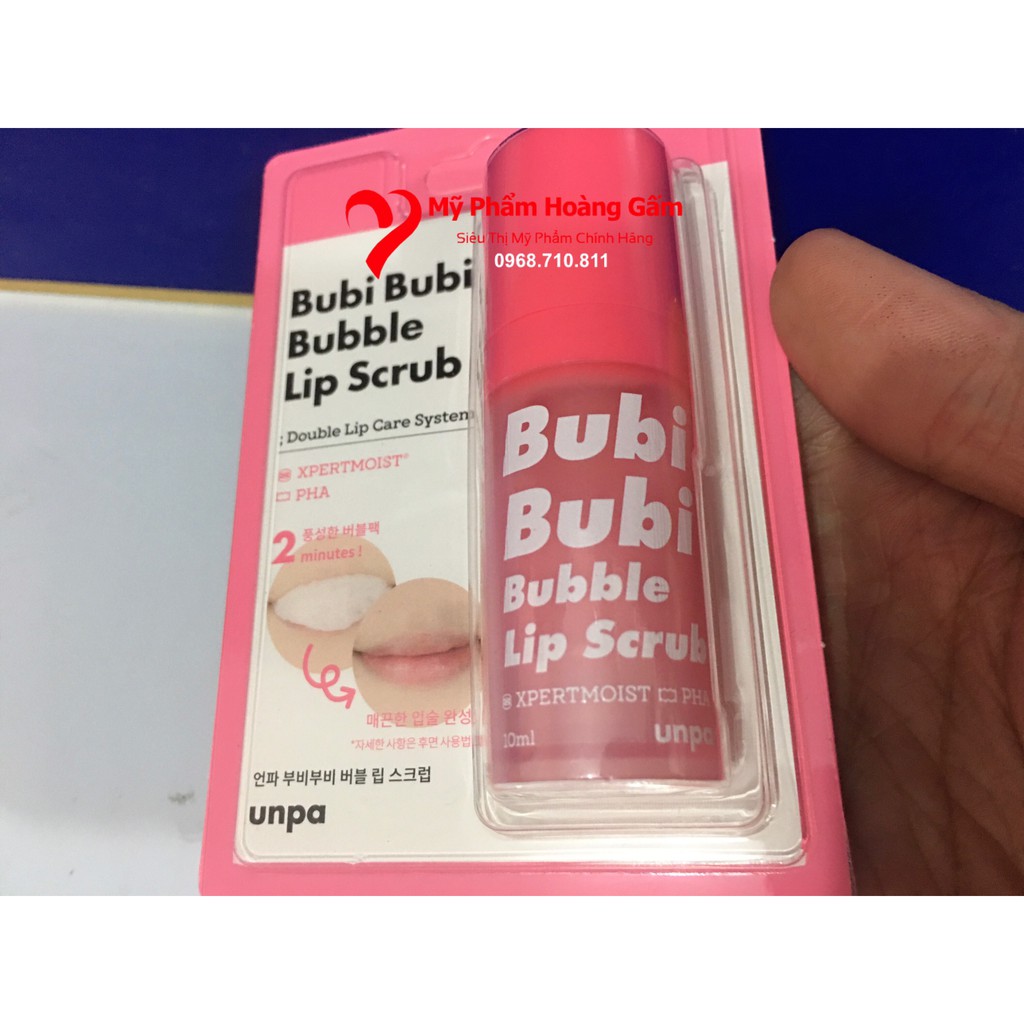 Mỹ Phẩm Hoàng Gấm
Siêu Thị Mỹ Phẩm Chính Hãng
0968.710.811
Bubi Bubi
Bubble
Lip Scrub
; Double Lip Care System
XPERTMOIST®
PHA
2 풍성한 버블팩
minutes !
매끈한 입술 완성
*자세한 사항은 후면 사용법
언파 부비부비 버블 립 스크럽
unpa
Bubi
Bubi
Bubble
Lip Scrub
XPERTMOIST PHA
10ml
unpa